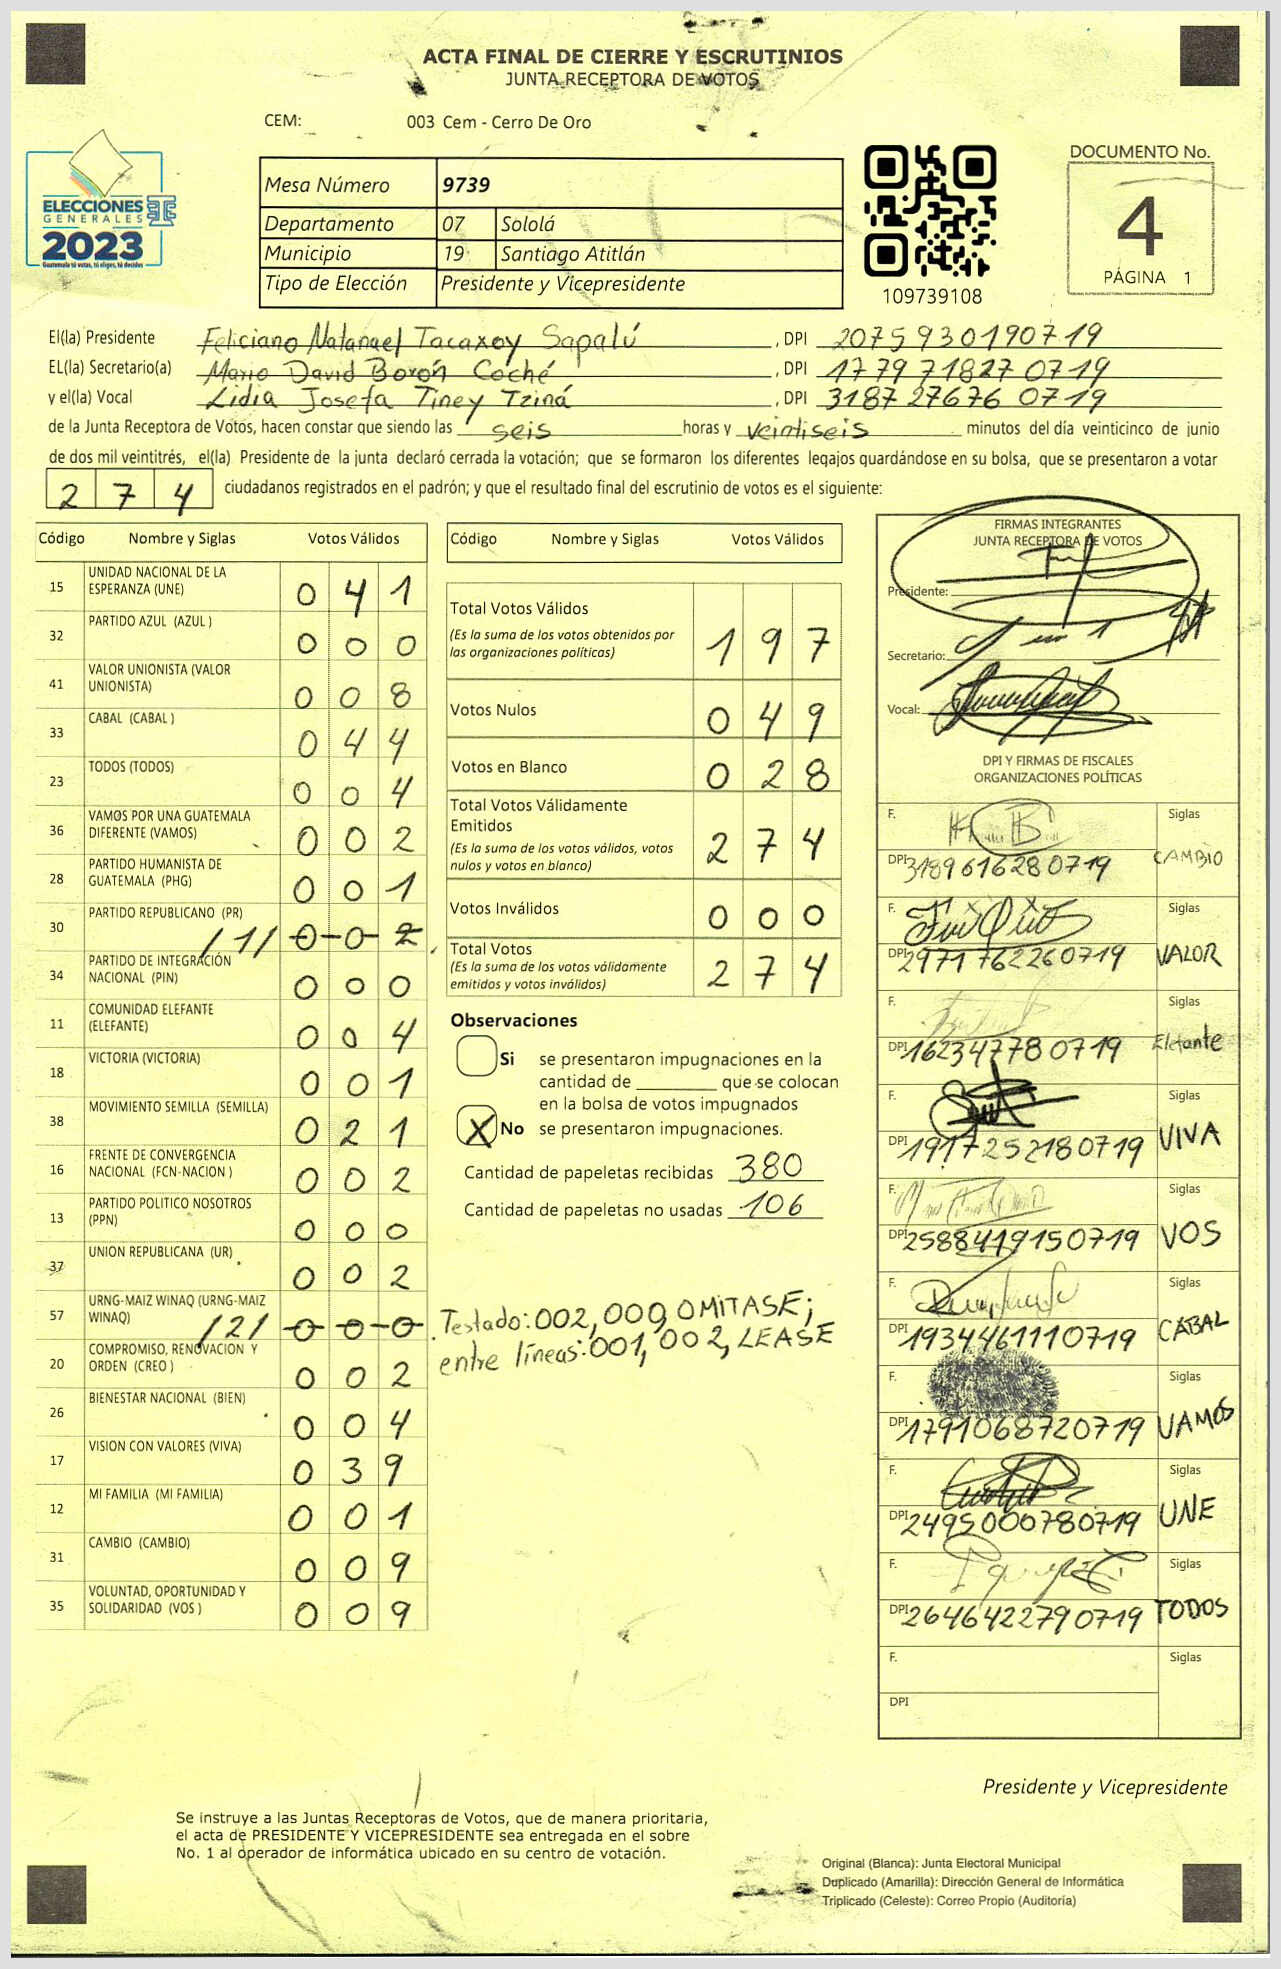 ACTA FINAL DE CIERRE Y ESCRUTINIOS
JUNTA RECEPTORA DE VOTOS
CEM: 003 Cem - Cerro De Oro
ELECCIONES
GENERALES
2023
Guatemala tú votas, tú eliges, tú decides
Mesa Número 9739
Departamento 07 Sololá
Municipio 19 Santiago Atitlán
Tipo de Elección Presidente y Vicepresidente
109739108
DOCUMENTO No.
4
PÁGINA 1
El(la) Presidente Feliciano Natanael Tacaxoy Sapalú , DPI 2075930190719
EL(la) Secretario(a) Mario David Borón Coché , DPI 1779718270719
y el(la) Vocal Lidia Josefa Tiney Tziná , DPI 3187276760719
de la Junta Receptora de Votos, hacen constar que siendo las seis horas y veintiseis minutos del día veinticinco de junio
de dos mil veintitrés, el(la) Presidente de la junta declaró cerrada la votación; que se formaron los diferentes legajos guardándose en su bolsa, que se presentaron a votar
2 7 4 ciudadanos registrados en el padrón; y que el resultado final del escrutinio de votos es el siguiente:
Código Nombre y Siglas Votos Válidos
15 UNIDAD NACIONAL DE LA ESPERANZA (UNE) 0 4 1
32 PARTIDO AZUL (AZUL ) 0 0 0
41 VALOR UNIONISTA (VALOR UNIONISTA) 0 0 8
33 CABAL (CABAL ) 0 4 4
23 TODOS (TODOS) 0 0 4
36 VAMOS POR UNA GUATEMALA DIFERENTE (VAMOS) 0 0 2
28 PARTIDO HUMANISTA DE GUATEMALA (PHG) 0 0 1
30 PARTIDO REPUBLICANO (PR) /1/ 0-0-2
34 PARTIDO DE INTEGRACIÓN NACIONAL (PIN) 0 0 0
11 COMUNIDAD ELEFANTE (ELEFANTE) 0 0 4
18 VICTORIA (VICTORIA) 0 0 1
38 MOVIMIENTO SEMILLA (SEMILLA) 0 2 1
16 FRENTE DE CONVERGENCIA NACIONAL (FCN-NACION ) 0 0 2
13 PARTIDO POLITICO NOSOTROS (PPN) 0 0 0
37 UNION REPUBLICANA (UR) 0 0 2
57 URNG-MAIZ WINAQ (URNG-MAIZ WINAQ) /2/ 0-0-0
20 COMPROMISO, RENOVACION Y ORDEN (CREO ) 0 0 2
26 BIENESTAR NACIONAL (BIEN) 0 0 4
17 VISION CON VALORES (VIVA) 0 3 9
12 MI FAMILIA (MI FAMILIA) 0 0 1
31 CAMBIO (CAMBIO) 0 0 9
35 VOLUNTAD, OPORTUNIDAD Y SOLIDARIDAD (VOS ) 0 0 9
Código Nombre y Siglas Votos Válidos
Total Votos Válidos 1 9 7
(Es la suma de los votos obtenidos por
las organizaciones políticas)
Votos Nulos 0 4 9
Votos en Blanco 0 2 8
Total Votos Válidamente
Emitidos 2 7 4
(Es la suma de los votos válidos, votos
nulos y votos en blanco)
Votos Inválidos 0 0 0
Total Votos 2 7 4
(Es la suma de los votos válidamente
emitidos y votos inválidos)
Observaciones
Si se presentaron impugnaciones en la
cantidad de ________ que se colocan
en la bolsa de votos impugnados
X No se presentaron impugnaciones.
Cantidad de papeletas recibidas 380
Cantidad de papeletas no usadas 106
Testado: 002, 000, OMITASE;
entre líneas: 001, 002, LEASE
FIRMAS INTEGRANTES
JUNTA RECEPTORA DE VOTOS
Presidente:
Secretario:
Vocal:
DPI Y FIRMAS DE FISCALES
ORGANIZACIONES POLÍTICAS
F. Siglas
DPI 3189616280719 CAMBIO
F. Siglas
DPI 2971762260719 VALOR
F. Siglas
DPI 162347780719 Elefante
F. Siglas
DPI 1917252180719 VIVA
F. Siglas
DPI 2588419150719 VOS
F. Siglas
DPI 1934461110719 CABAL
F. Siglas
DPI 1791068720719 VAMOS
F. Siglas
DPI 2495000780719 UNE
F. Siglas
DPI 2646422790719 TODOS
F. Siglas
DPI
Presidente y Vicepresidente
Se instruye a las Juntas Receptoras de Votos, que de manera prioritaria,
el acta de PRESIDENTE Y VICEPRESIDENTE sea entregada en el sobre
No. 1 al operador de informática ubicado en su centro de votación.
Original (Blanca): Junta Electoral Municipal
Duplicado (Amarilla): Dirección General de Informática
Triplicado (Celeste): Correo Propio (Auditoría)